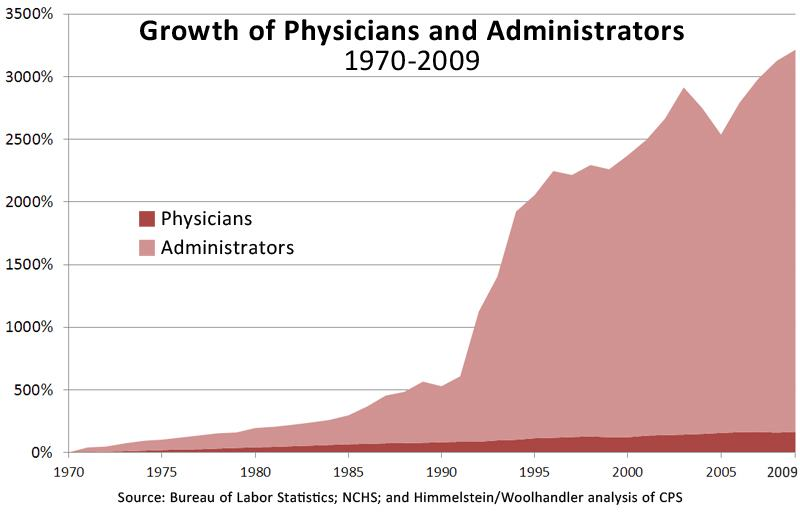 Growth of Physicians and Administrators
1970-2009
3500%
3000%
2500%
2000%
1500%
1000%
500%
0%
Physicians
Administrators
1970 1975 1980 1985 1990 1995 2000 2005 2009
Source: Bureau of Labor Statistics; NCHS; and Himmelstein/Woolhandler analysis of CPS